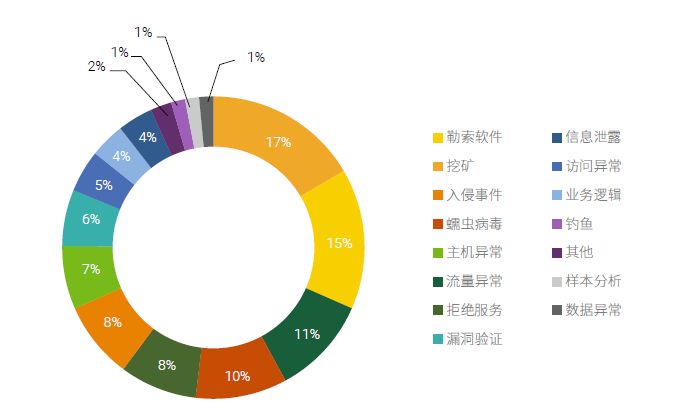 1%
1%
1%
2%
17%
4%
4%
5%
15%
6%
7%
8%
11%
8%
10%
勒索软件
信息泄露
挖矿
访问异常
入侵事件
业务逻辑
蠕虫病毒
钓鱼
主机异常
其他
流量异常
样本分析
拒绝服务
数据异常
漏洞验证